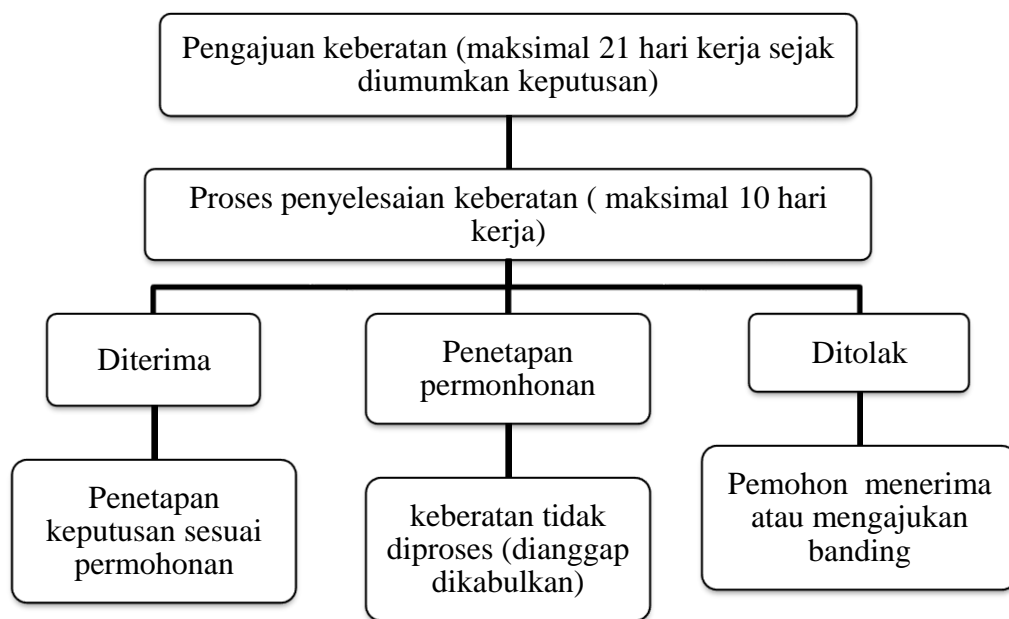 Pengajuan keberatan (maksimal 21 hari kerja sejak
diumumkan keputusan)
Proses penyelesaian keberatan ( maksimal 10 hari
kerja)
Diterima
Penetapan
permonhonan
Ditolak
Penetapan
keputusan sesuai
permohonan
keberatan tidak
diproses (dianggap
dikabulkan)
Pemohon menerima
atau mengajukan
banding